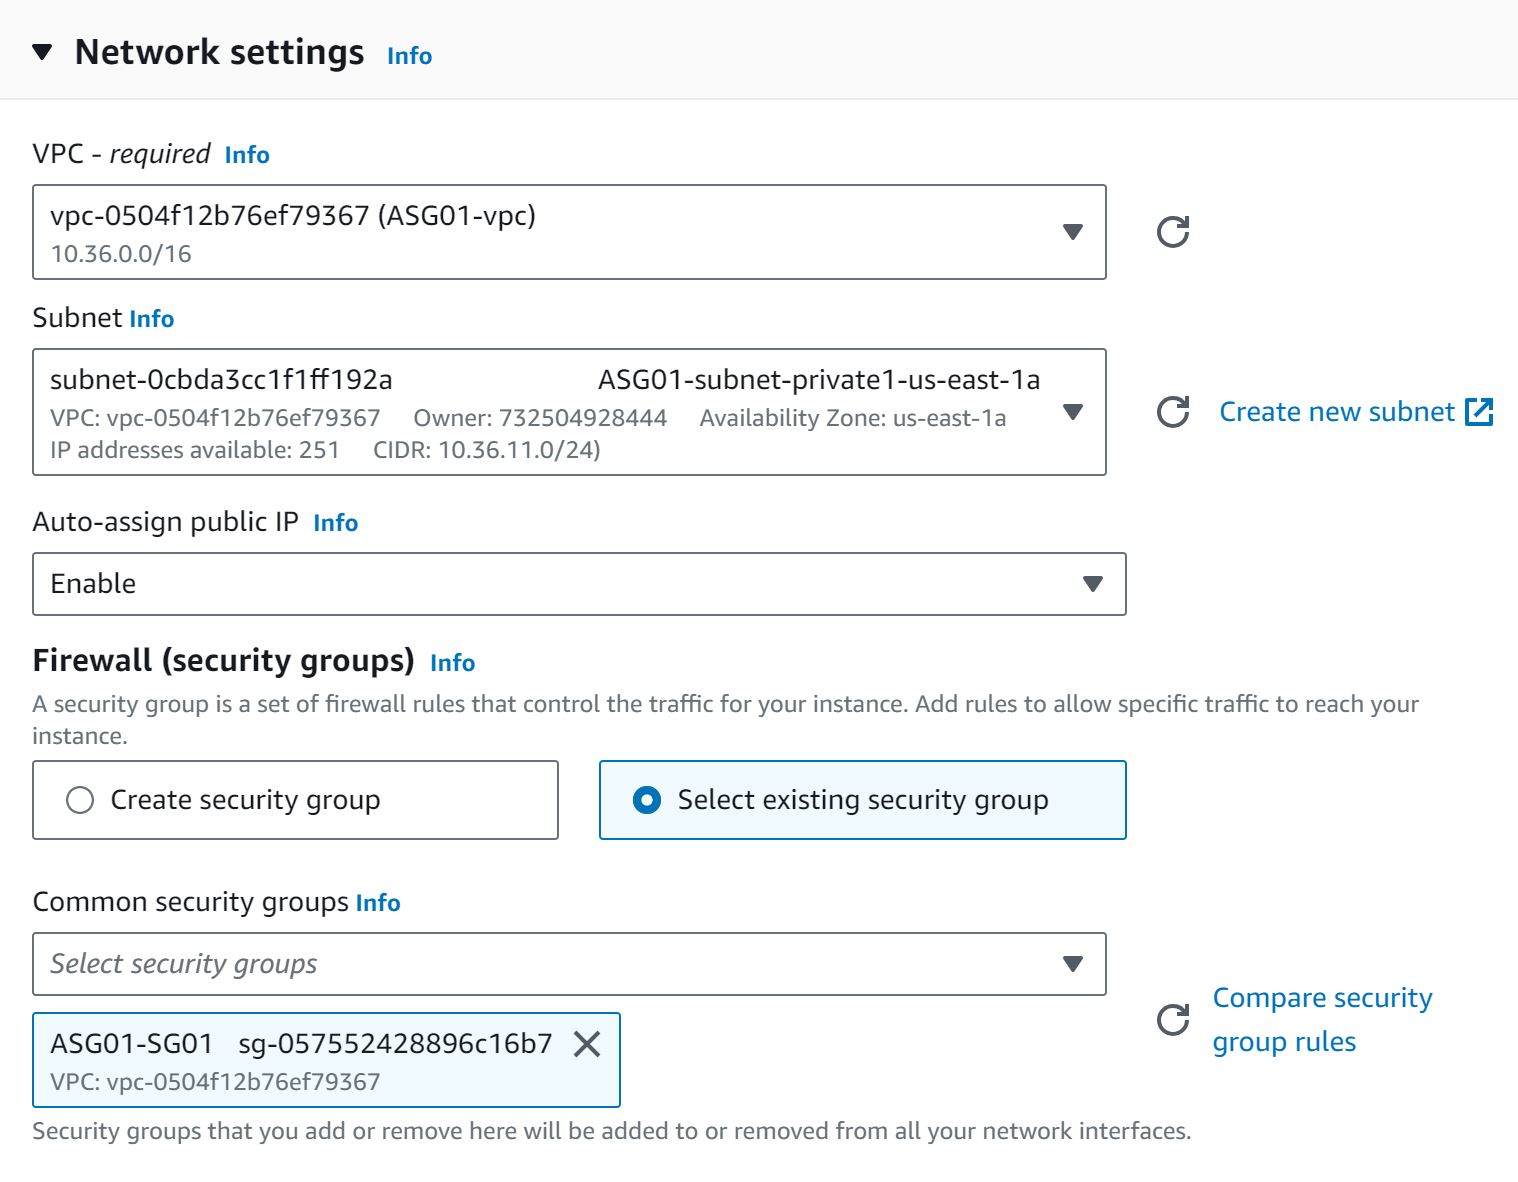 Network settings Info
VPC - required Info
vpc-0504f12b76ef79367 (ASG01-vpc)
10.36.0.0/16
Subnet Info
subnet-0cbda3cc1f1ff192a ASG01-subnet-private1-us-east-1a
VPC: vpc-0504f12b76ef79367 Owner: 732504928444 Availability Zone: us-east-1a
IP addresses available: 251 CIDR: 10.36.11.0/24)
Create new subnet
Auto-assign public IP Info
Enable
Firewall (security groups) Info
A security group is a set of firewall rules that control the traffic for your instance. Add rules to allow specific traffic to reach your
instance.
Create security group
Select existing security group
Common security groups Info
Select security groups
Compare security
group rules
ASG01-SG01 sg-057552428896c16b7
VPC: vpc-0504f12b76ef79367
Security groups that you add or remove here will be added to or removed from all your network interfaces.